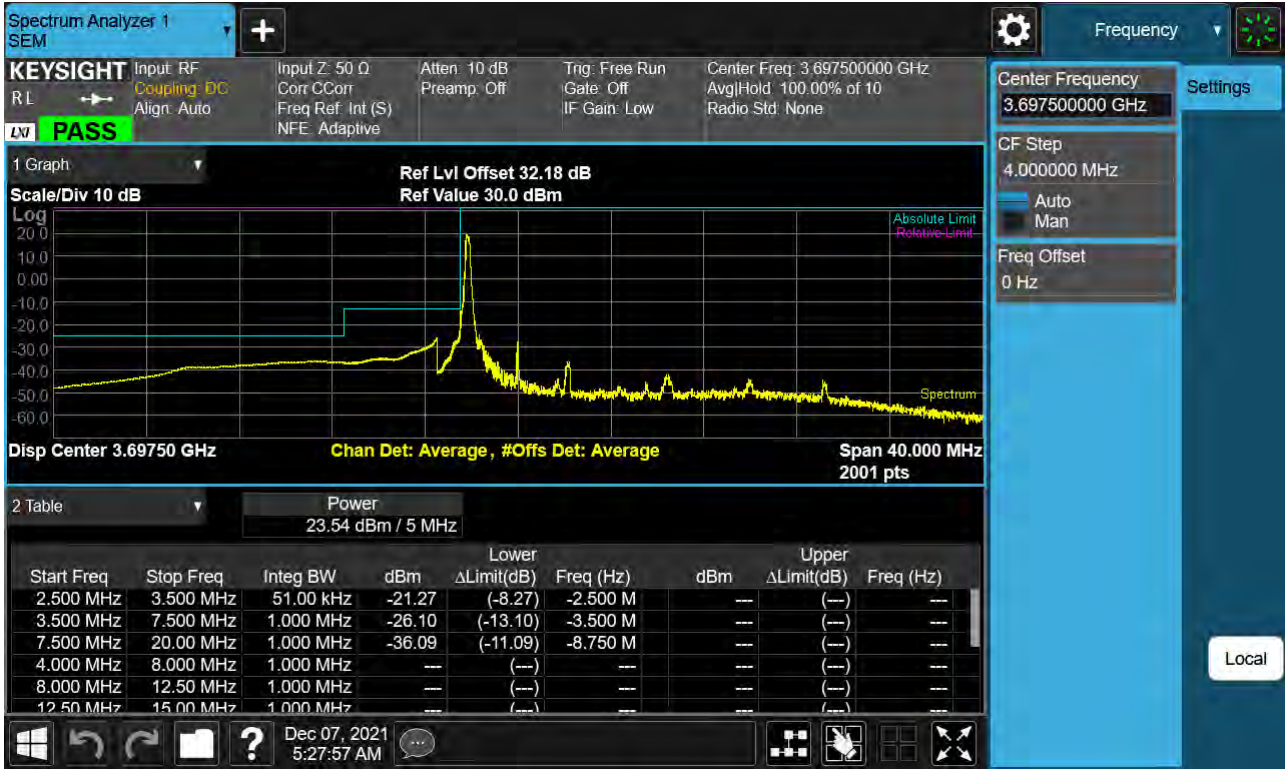 Spectrum Analyzer 1
SEM
Frequency
KEYSIGHT
Input: RF
Coupling: DC
Align: Auto
Input Z: 50 Ω
Corr CCorr
Freq Ref: Int (S)
NFE: Adaptive
Atten: 10 dB
Preamp: Off
Trig: Free Run
Gate: Off
IF Gain: Low
Center Freq: 3.697500000 GHz
Avg|Hold: 100.00% of 10
Radio Std: None
R L
LXI PASS
Center Frequency
3.697500000 GHz
Settings
CF Step
4.000000 MHz
Auto
Man
Freq Offset
0 Hz
1 Graph
Ref Lvl Offset 32.18 dB
Scale/Div 10 dB
Ref Value 30.0 dBm
Log
Absolute Limit
Relative Limit
20.0
10.0
0.00
-10.0
-20.0
-30.0
-40.0
-50.0
-60.0
Spectrum
Disp Center 3.69750 GHz
Chan Det: Average, #Offs Det: Average
Span 40.000 MHz
2001 pts
2 Table
Power
23.54 dBm / 5 MHz
Lower Upper
Start Freq Stop Freq Integ BW dBm ΔLimit(dB) Freq (Hz) dBm ΔLimit(dB) Freq (Hz)
2.500 MHz 3.500 MHz 51.00 kHz -21.27 (-8.27) -2.500 M --- (---) ---
3.500 MHz 7.500 MHz 1.000 MHz -26.10 (-13.10) -3.500 M --- (---) ---
7.500 MHz 20.00 MHz 1.000 MHz -36.09 (-11.09) -8.750 M --- (---) ---
4.000 MHz 8.000 MHz 1.000 MHz --- (---) --- --- (---) ---
8.000 MHz 12.50 MHz 1.000 MHz --- (---) --- --- (---) ---
12.50 MHz 15.00 MHz 1.000 MHz --- (---) --- --- (---) ---
Local
?
Dec 07, 2021
5:27:57 AM